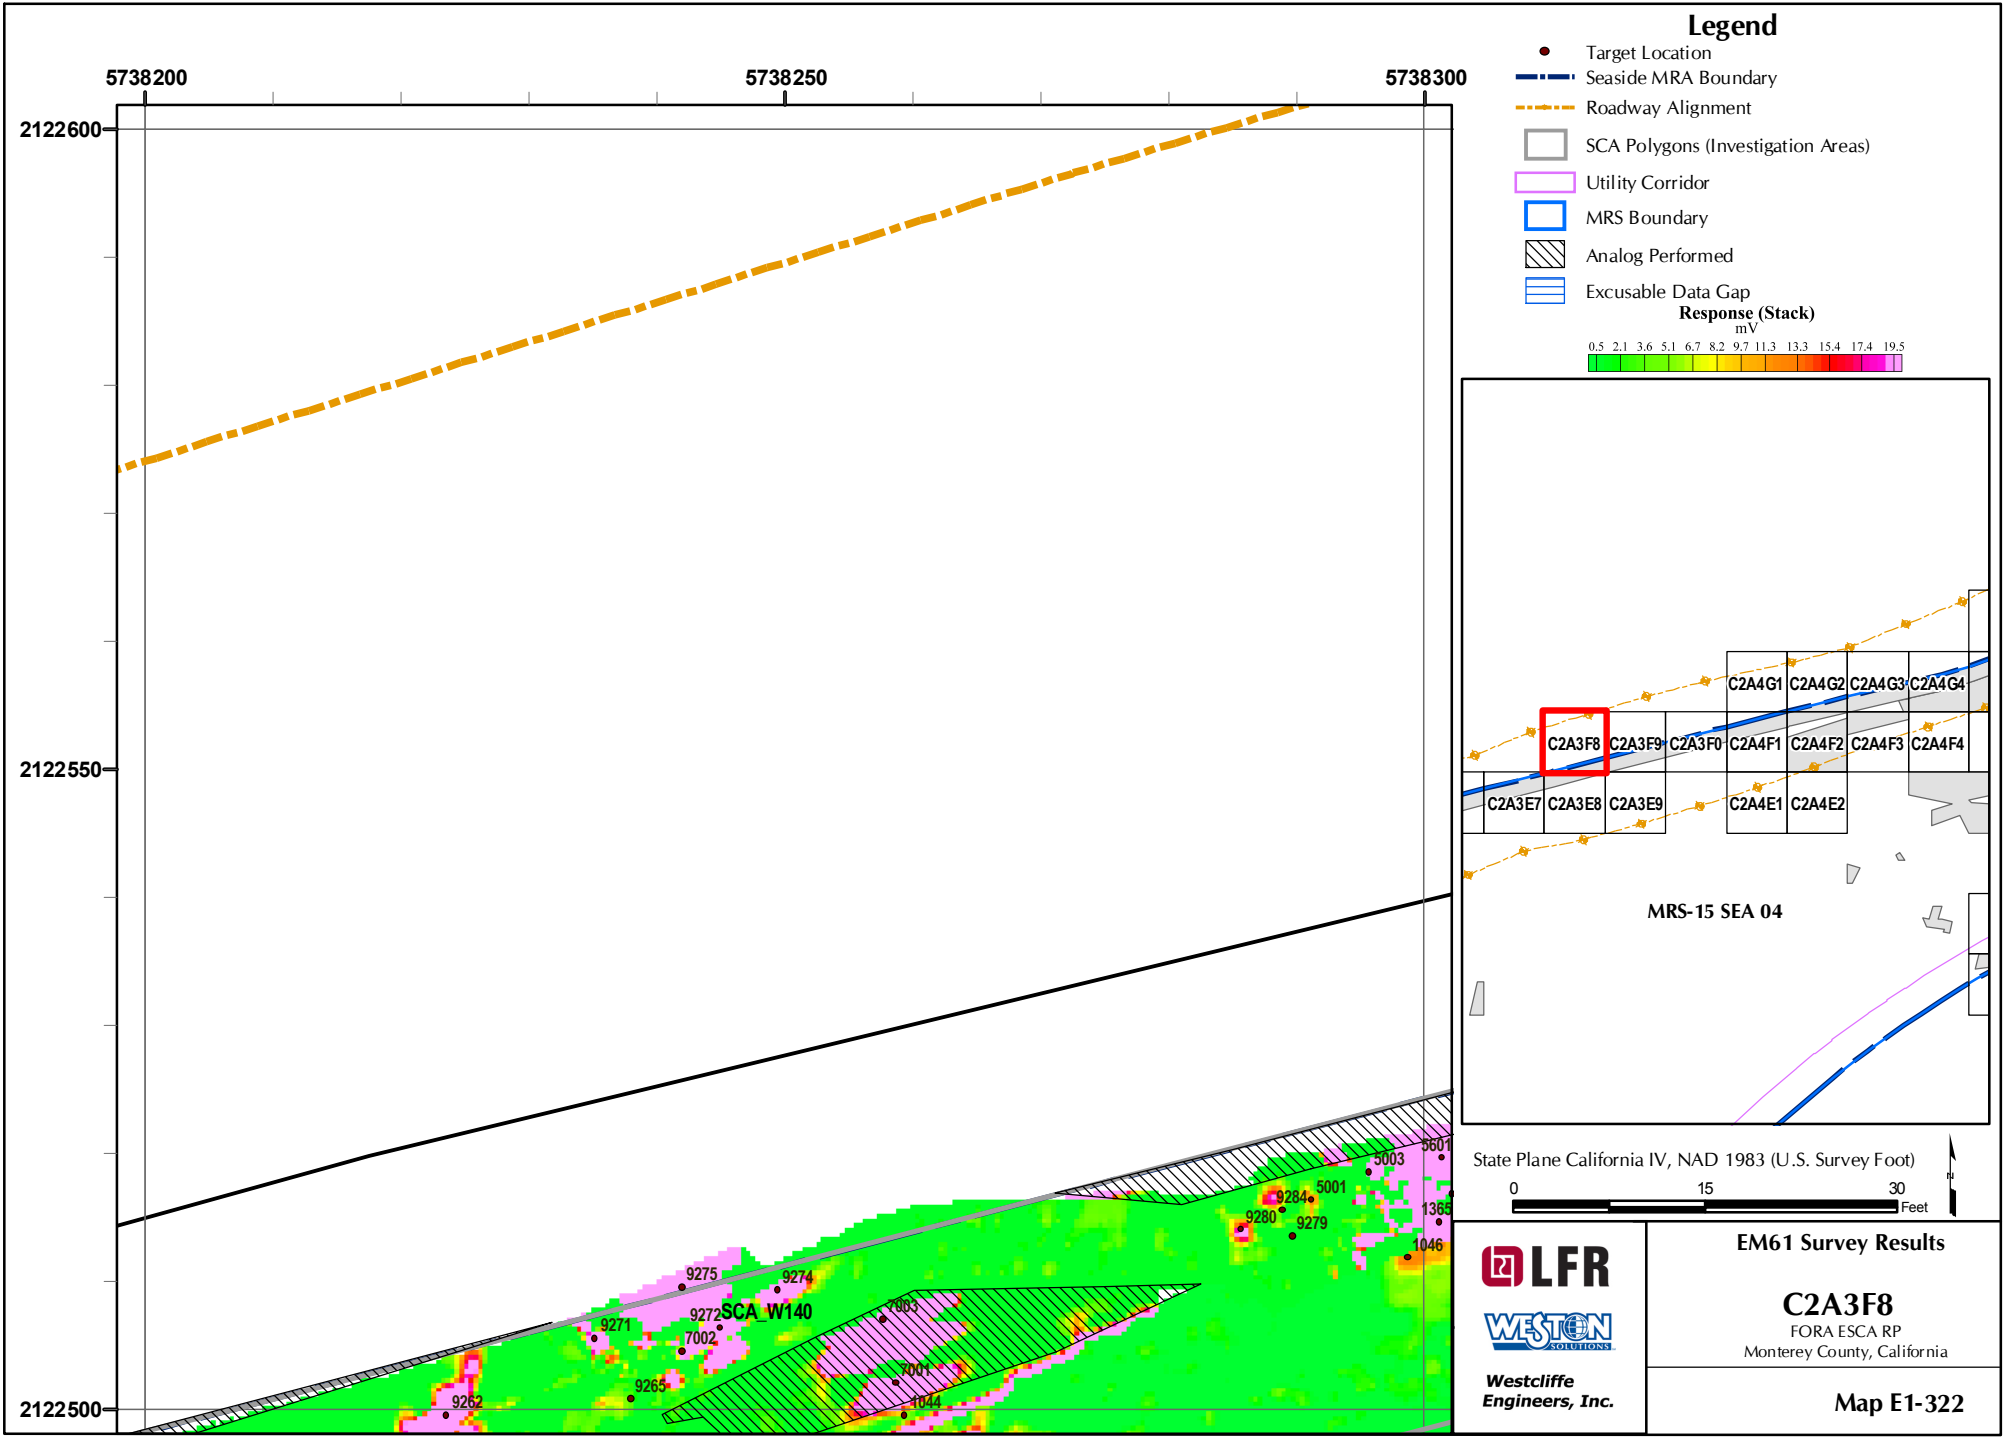 5738200
5738250
5738300
2122600
2122550
2122500
9275
9274
9272
SCA_W140
9271
7002
7003
9265
9262
7001
1044
5003
5601
5001
9284
9280
9279
1365
1046
Legend
Target Location
Seaside MRA Boundary
Roadway Alignment
SCA Polygons (Investigation Areas)
Utility Corridor
MRS Boundary
Analog Performed
Excusable Data Gap
Response (Stack)
mV
0.5 2.1 3.6 5.1 6.7 8.2 9.7 11.3 13.3 15.4 17.4 19.5
C2A4G1 C2A4G2 C2A4G3 C2A4G4
C2A3F8 C2A3F9 C2A3F0 C2A4F1 C2A4F2 C2A4F3 C2A4F4
C2A3E7 C2A3E8 C2A3E9 C2A4E1 C2A4E2
MRS-15 SEA 04
State Plane California IV, NAD 1983 (U.S. Survey Foot)
0 15 30
Feet
N
LFR
WESTON
SOLUTIONS
Westcliffe
Engineers, Inc.
EM61 Survey Results
C2A3F8
FORA ESCA RP
Monterey County, California
Map E1-322